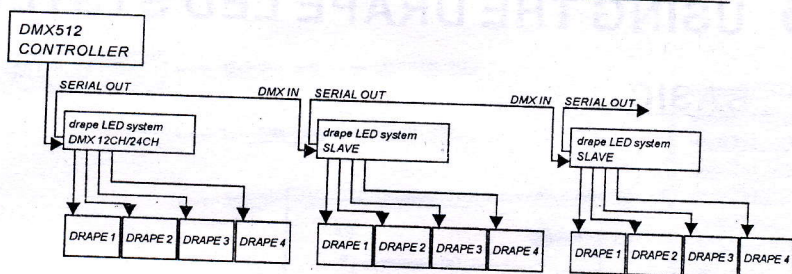 DMX512
CONTROLLER
SERIAL OUT
DMX IN
SERIAL OUT
DMX IN
SERIAL OUT
drape LED system
DMX 12CH/24CH
drape LED system
SLAVE
drape LED system
SLAVE
DRAPE 1
DRAPE 2
DRAPE 3
DRAPE 4
DRAPE 1
DRAPE 2
DRAPE 3
DRAPE 4
DRAPE 1
DRAPE 2
DRAPE 3
DRAPE 4